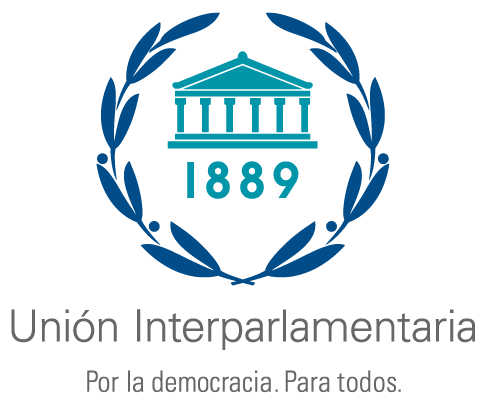 1889
Unión Interparlamentaria
Por la democracia. Para todos.